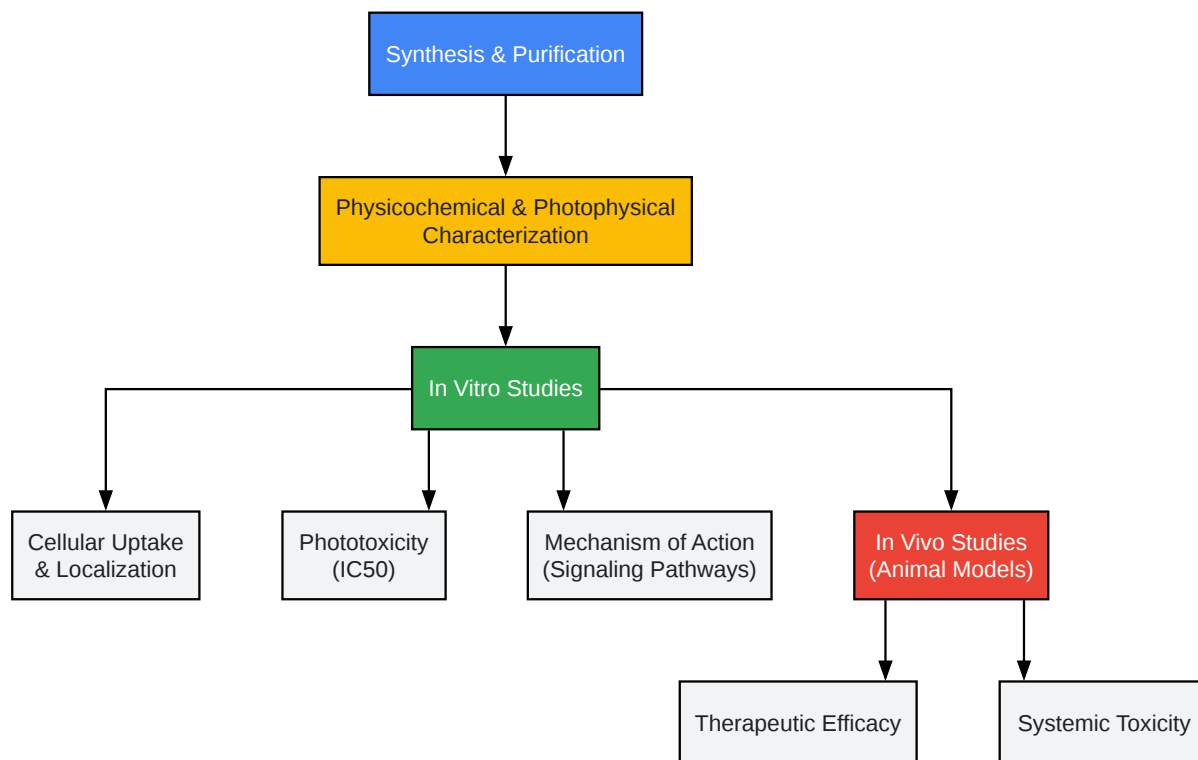 Synthesis & Purification
Physicochemical & Photophysical
Characterization
In Vitro Studies
Cellular Uptake
& Localization
Phototoxicity
(IC50)
Mechanism of Action
(Signaling Pathways)
In Vivo Studies
(Animal Models)
Therapeutic Efficacy
Systemic Toxicity